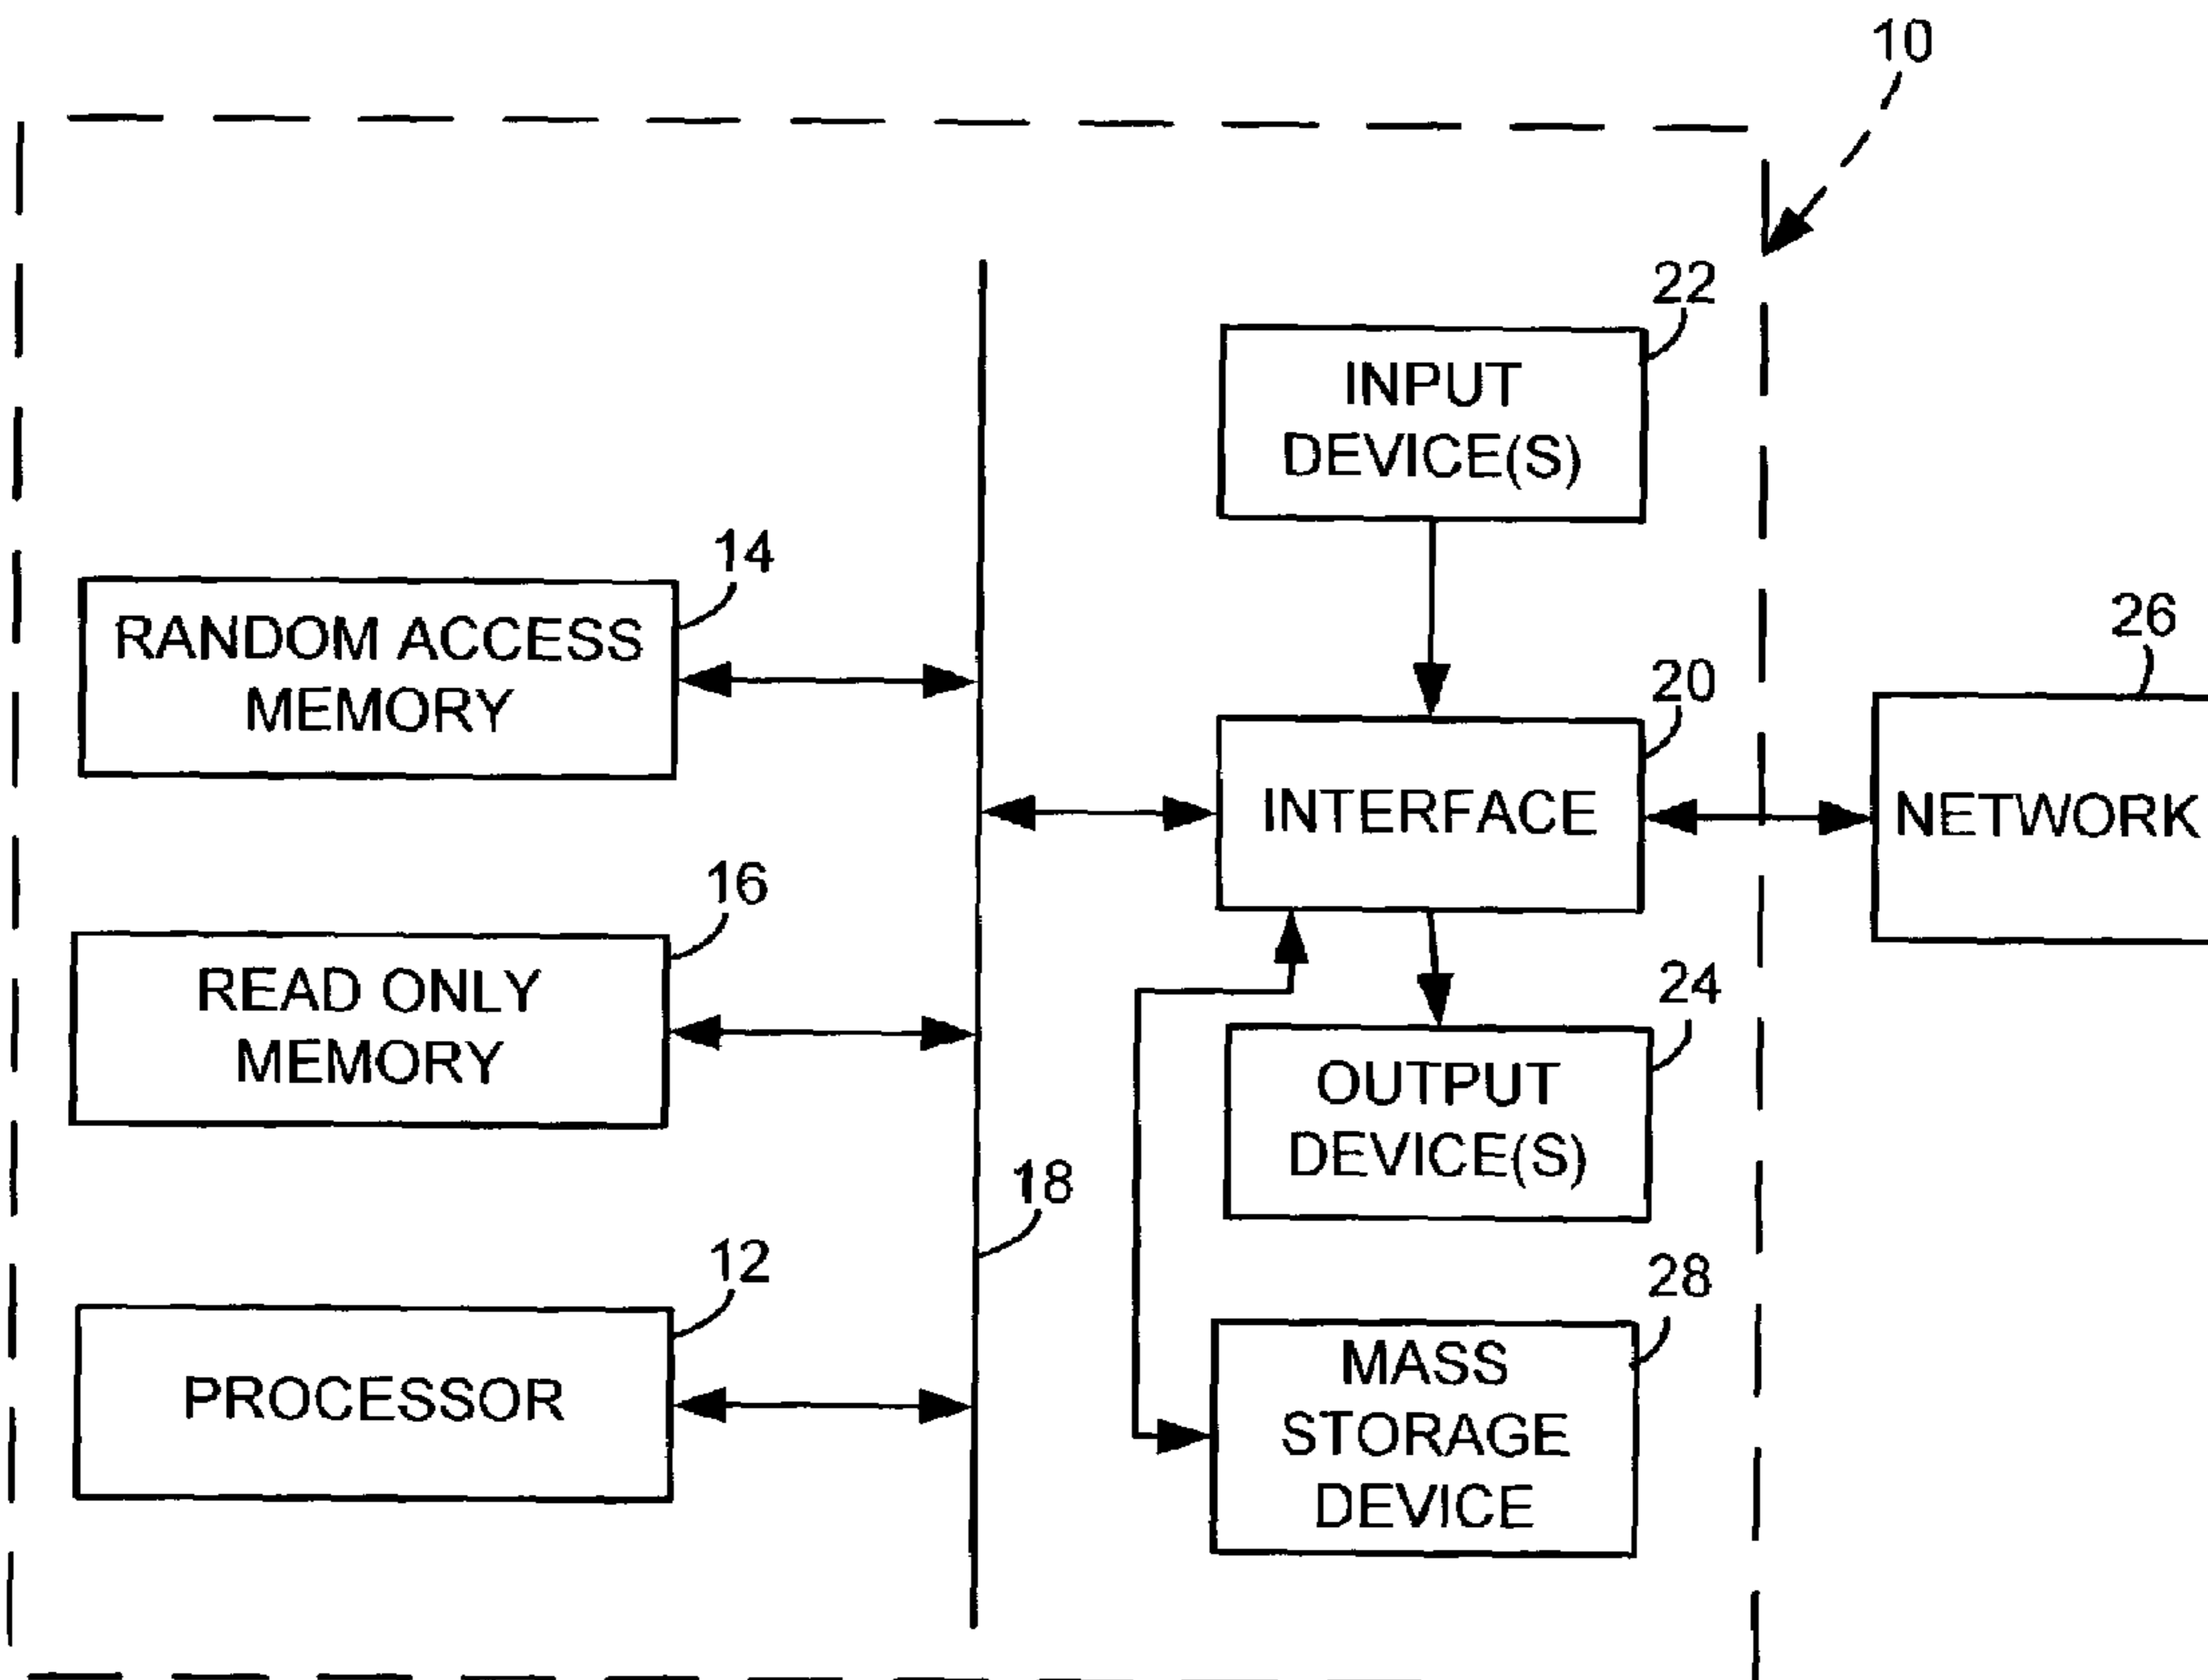 10
22
INPUT
DEVICE(S)
14
RANDOM ACCESS
MEMORY
26
20
INTERFACE
NETWORK
16
READ ONLY
MEMORY
24
OUTPUT
DEVICE(S)
18
12
PROCESSOR
28
MASS
STORAGE
DEVICE